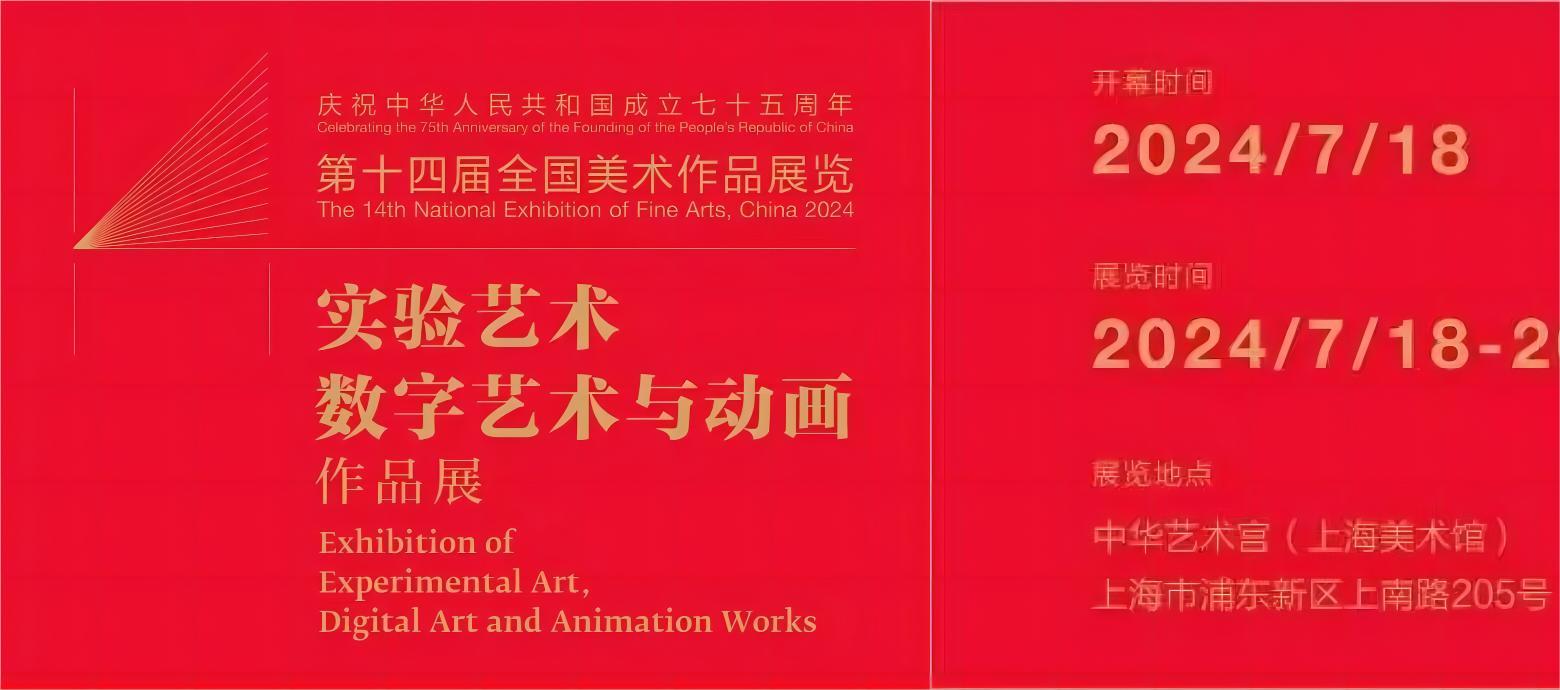 庆祝中华人民共和国成立七十五周年
Celebrating the 75th Anniversary of the Founding of the People's Republic of China
第十四届全国美术作品展览
The 14th National Exhibition of Fine Arts, China 2024
实验艺术
数字艺术与动画
作品展
Exhibition of
Experimental Art,
Digital Art and Animation Works
开幕时间
2024/7/18
展览时间
2024/7/18-2
展览地点
中华艺术宫（上海美术馆）
上海市浦东新区上南路205号